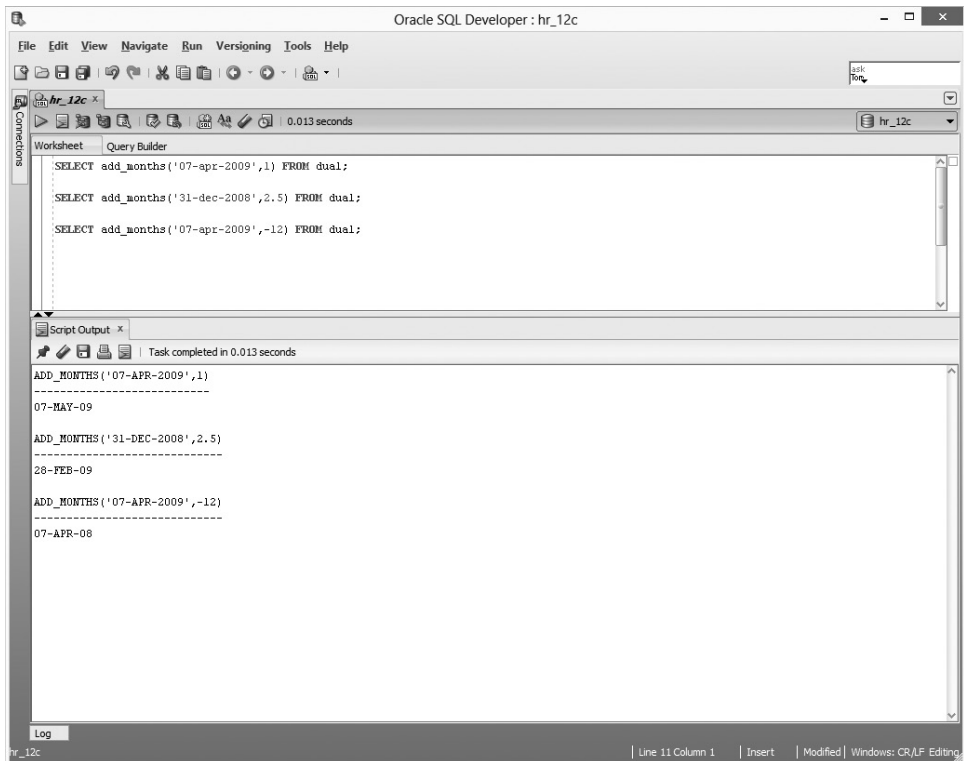 Oracle SQL Developer : hr_12c
File Edit View Navigate Run Versioning Tools Help
ask
Tom
Connections
hr_12c
0.013 seconds
hr_12c
Worksheet Query Builder
SELECT add_months('07-apr-2009',1) FROM dual;
SELECT add_months('31-dec-2008',2.5) FROM dual;
SELECT add_months('07-apr-2009',-12) FROM dual;
Script Output
Task completed in 0.013 seconds
ADD_MONTHS('07-APR-2009',1)
---------------------------
07-MAY-09
ADD_MONTHS('31-DEC-2008',2.5)
-----------------------------
28-FEB-09
ADD_MONTHS('07-APR-2009',-12)
-----------------------------
07-APR-08
Log
hr_12c
Line 11 Column 1 | Insert | Modified | Windows: CR/LF Editing